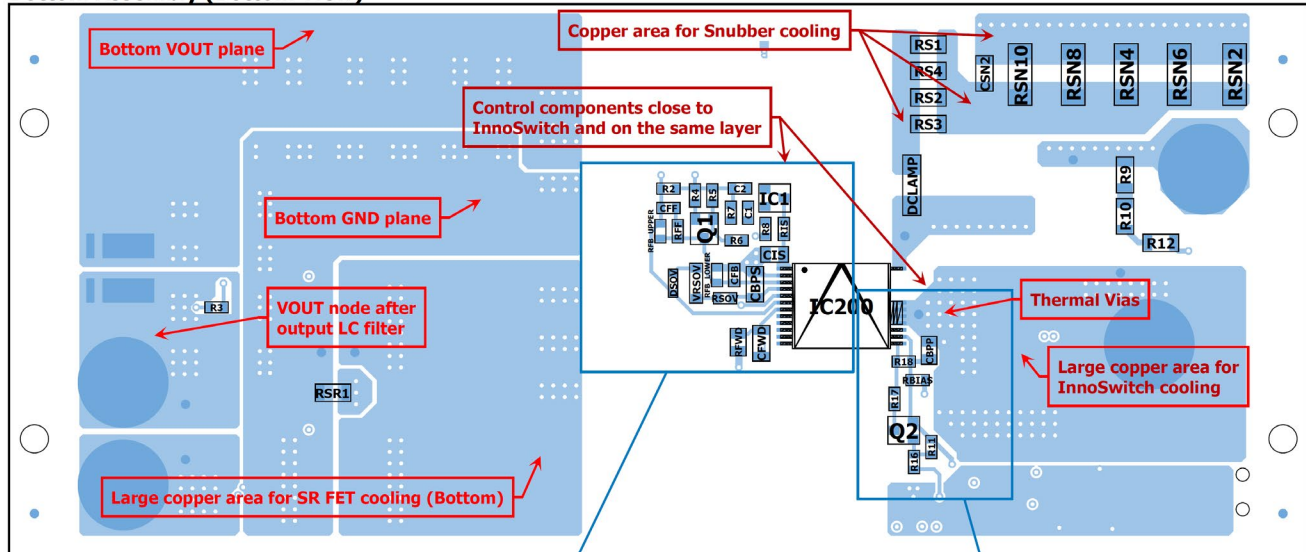 Bottom VOUT plane
Copper area for Snubber cooling
RS1
RS4
RS2
RS3
CSN2
RSN10
RSN8
RSN4
RSN6
RSN2
Control components close to
InnoSwitch and on the same layer
DCLAMP
R9
R10
R12
Bottom GND plane
R2
R4
R5
C2
IC1
CFF
R7
C1
RFB_UPPER
RFF
Q1
R6
R8
RIS
CIS
DSOV
VRSOV
RFB_LOWER
CFB
CBPS
RSOV
IC200
RFWD
CFWD
Thermal Vias
R3
VOUT node after
output LC filter
R18
CBPP
RBIAS
Large copper area for
InnoSwitch cooling
RSR1
R17
Q2
R11
R16
Large copper area for SR FET cooling (Bottom)